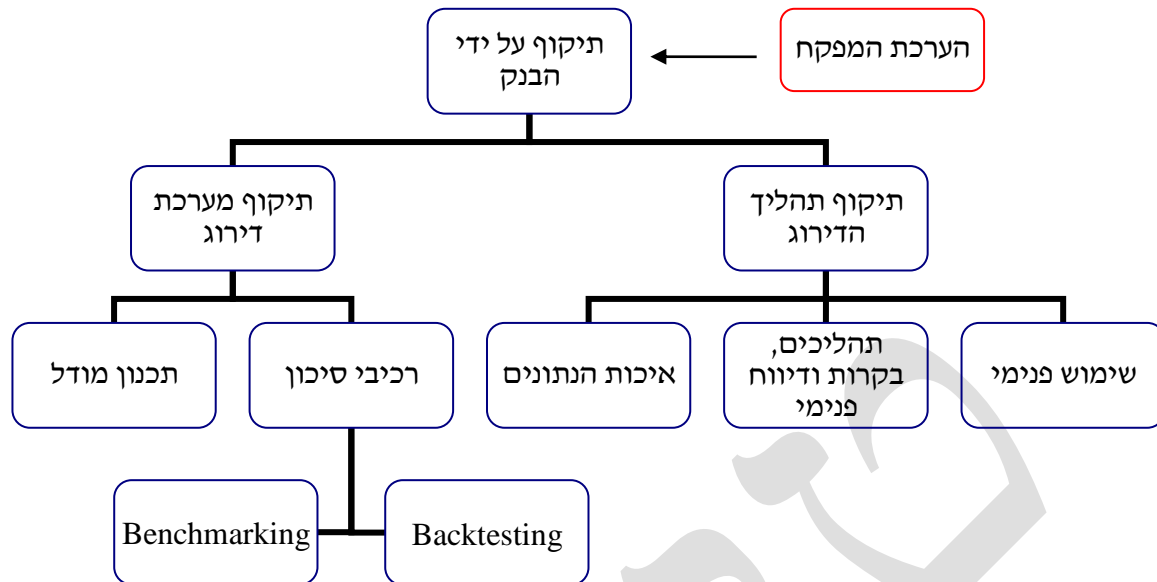 הערכת המפקח
תיקוף על ידי
הבנק
תיקוף תהליך
הדירוג
תיקוף מערכת
דירוג
שימוש פנימי
תהליכים,
בקרות ודיווח
פנימי
איכות הנתונים
רכיבי סיכון
תכנון מודל
Benchmarking
Backtesting